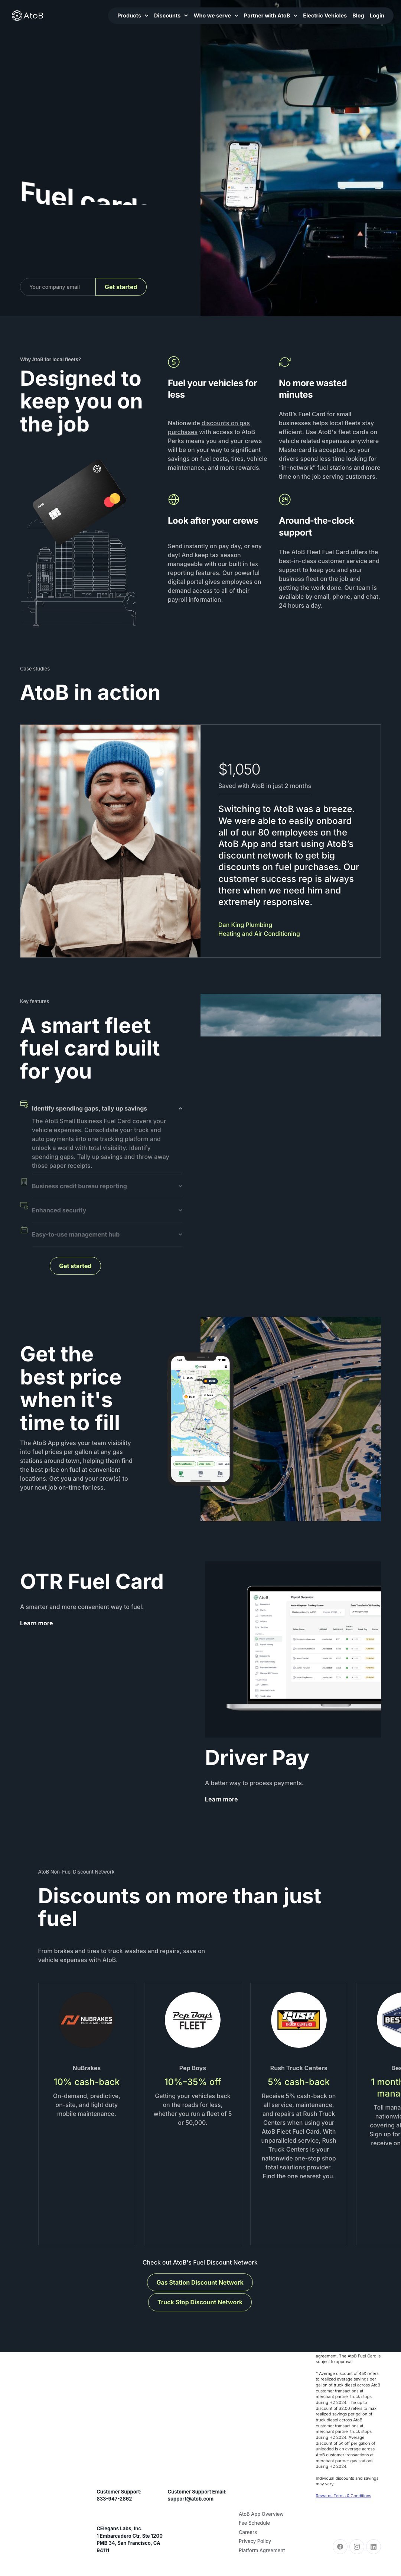 AtoB
Products
Discounts
Who we serve
Partner with AtoB
Electric Vehicles
Blog
Login
Fuel card
Your company email
Get started
Why AtoB for local fleets?
Designed to
keep you on
the job
Fuel your vehicles for
less
Nationwide discounts on gas
purchases with access to AtoB
Perks means you and your crews
will be on your way to significant
savings on fuel costs, tires, vehicle
maintenance, and more rewards.
No more wasted
minutes
AtoB's Fuel Card for small
businesses helps local fleets stay
efficient. Use AtoB's fleet cards on
vehicle related expenses anywhere
Mastercard is accepted, so your
drivers spend less time looking for
"in-network" fuel stations and more
time on the job serving customers.
Look after your crews
Send instantly on pay day, or any
day! And keep tax season
manageable with our built in tax
reporting features. Our powerful
digital portal gives employees on
demand access to all of their
payroll information.
24
Around-the-clock
support
The AtoB Fleet Fuel Card offers the
best-in-class customer service and
support to keep you and your
business fleet on the job and
getting the work done. Our team is
available by email, phone, and chat,
24 hours a day.
Case studies
AtoB in action
$1,050
Saved with AtoB in just 2 months
Switching to AtoB was a breeze.
We were able to easily onboard
all of our 80 employees on the
AtoB App and start using AtoB's
discount network to get big
discounts on fuel purchases. Our
customer success rep is always
there when we need him and
extremely responsive.
Dan King Plumbing
Heating and Air Conditioning
Key features
A smart fleet
fuel card built
for you
Identify spending gaps, tally up savings
The AtoB Small Business Fuel Card covers your
vehicle expenses. Consolidate your truck and
auto payments into one tracking platform and
unlock a world with total visibility. Identify
spending gaps. Tally up savings and throw away
those paper receipts.
Business credit bureau reporting
Enhanced security
Easy-to-use management hub
Get started
Get the
best price
when it's
time to fill
The AtoB App gives your team visibility
into fuel prices per gallon at any gas
stations around town, helping them find
the best price on fuel at convenient
locations. Get you and your crew(s) to
your next job on-time for less.
OTR Fuel Card
A smarter and more convenient way to fuel.
Learn more
AtoB
Payroll Overview
Driver Pay
A better way to process payments.
Learn more
AtoB Non-Fuel Discount Network
Discounts on more than just
fuel
From brakes and tires to truck washes and repairs, save on
vehicle expenses with AtoB.
NUBRAKES
MOBILE AUTO REPAIR
NuBrakes
10% cash-back
On-demand, predictive,
on-site, and light duty
mobile maintenance.
Pep Boys
FLEET
Pep Boys
10%–35% off
Getting your vehicles back
on the roads for less,
whether you run a fleet of 5
or 50,000.
RUSH
TRUCK CENTERS
Rush Truck Centers
5% cash-back
Receive 5% cash-back on
all service, maintenance,
and repairs at Rush Truck
Centers when using your
AtoB Fleet Fuel Card. With
unparalleled service, Rush
Truck Centers is your
nationwide one-stop shop
total solutions provider.
Find the one nearest you.
BEST
Bes
1 month
mana
Toll mana
nationwid
covering al
Sign up for
receive on
Check out AtoB's Fuel Discount Network
Gas Station Discount Network
Truck Stop Discount Network
agreement. The AtoB Fuel Card is
subject to approval.
* Average discount of 45¢ refers
to realized average savings per
gallon of truck diesel across AtoB
customer transactions at
merchant partner truck stops
during H2 2024. The up to
discount of $2.00 refers to max
realized savings per gallon of
truck diesel across AtoB
customer transactions at
merchant partner truck stops
during H2 2024. Average
discount of 5¢ off per gallon of
unleaded is an average across
AtoB customer transactions at
merchant partner gas stations
during H2 2024
Individual discounts and savings
may vary.
Rewards Terms & Conditions
Customer Support:
833-947-2862
Customer Support Email:
support@atob.com
CElegans Labs, Inc.
1 Embarcadero Ctr, Ste 1200
PMB 34, San Francisco, CA
94111
AtoB App Overview
Fee Schedule
Careers
Privacy Policy
Platform Agreement